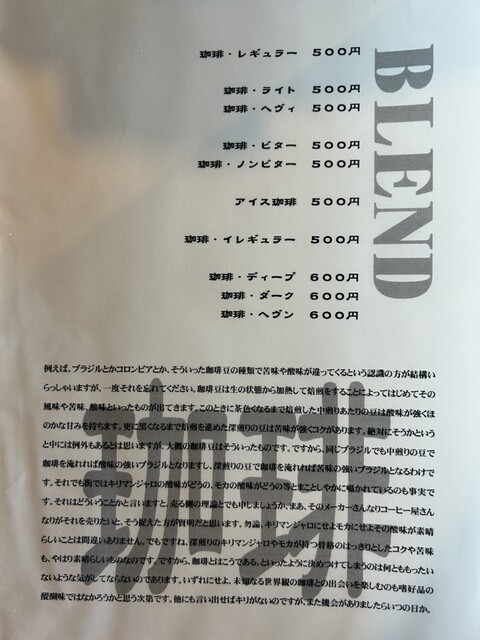 BLEND
珈琲・レギュラー 500円
珈琲・ライト 500円
珈琲・ヘヴィ 500円
珈琲・ビター 500円
珈琲・ノンビター 500円
アイス珈琲 500円
珈琲・イレギュラー 500円
珈琲・ディープ 600円
珈琲・ダーク 600円
珈琲・ヘヴン 600円
珈琲
例えば、ブラジルとかコロンビアとか、そういった珈琲豆の種類で苦味や酸味が違ってくるという認識の方が結構い
らっしゃいますが、一度それを忘れてください。珈琲豆は生の状態から加熱して焙煎をすることによってはじめてその
風味や苦味、酸味といったものが出てきます。このときに茶色くなるまで焙煎した中煎りあたりの豆は酸味が強くほ
のかな甘みを持ちます。更に黒くなるまで焙煎を進めた深煎りの豆は苦味が強くコクがあります。絶対にそうかという
と中には例外もあるとは思いますが、大概の珈琲豆はそういったものです。ですから、同じブラジルでも中煎りの豆で
珈琲を淹れれば酸味の強いブラジルとなりますし、深煎りの豆で珈琲を淹れれば苦味の強いブラジルとなるわけで
す。それでも街ではキリマンジャロの酸味がどうの、モカの酸味がどうの等とまことしやかに囁かれているのも事実で
す。それはどういうことかと言いますと、売る側の理論とでも申しましょうか、まあ、そのメーカーさんなりコーヒー屋さん
なりがそれを売りたいと、そう捉えた方が賢明だと思います。勿論、キリマンジャロにせよモカにせよその酸味が素晴
らしいことは間違いありません。でもですね、深煎りのキリマンジャロやモカが持つ骨格のはっきりとしたコクや苦味
も、やはり素晴らしいものなのです。ですから、珈琲とはこうである、といったように決めつけてしまうのは何とももったい
ないような気がしてならないのであります。いずれにせよ、未知なる世界観の珈琲との出会いを楽しむのも嗜好品の
醍醐味ではなかろうかと思う次第です。他にも言い出せばキリがないのですが、また機会がありましたらいつの日か。